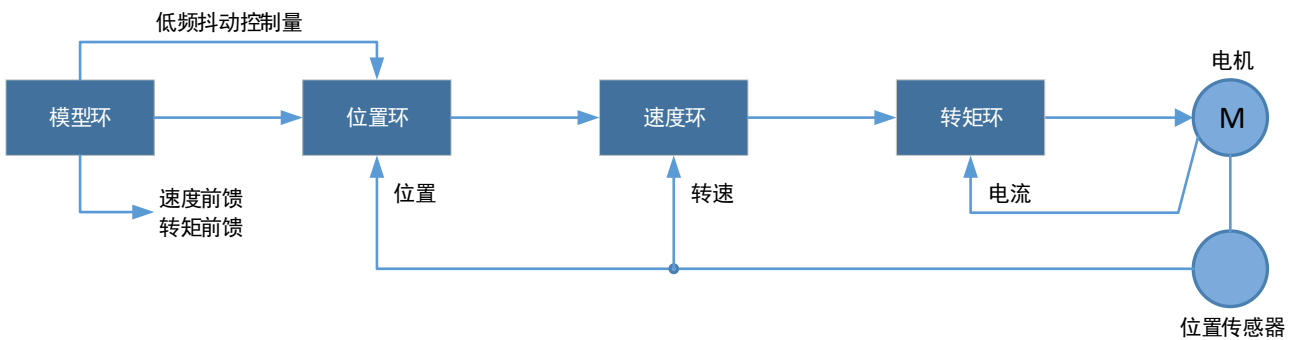 低频抖动控制量
电机
模型环
位置环
速度环
转矩环
M
速度前馈
转矩前馈
位置
转速
电流
位置传感器